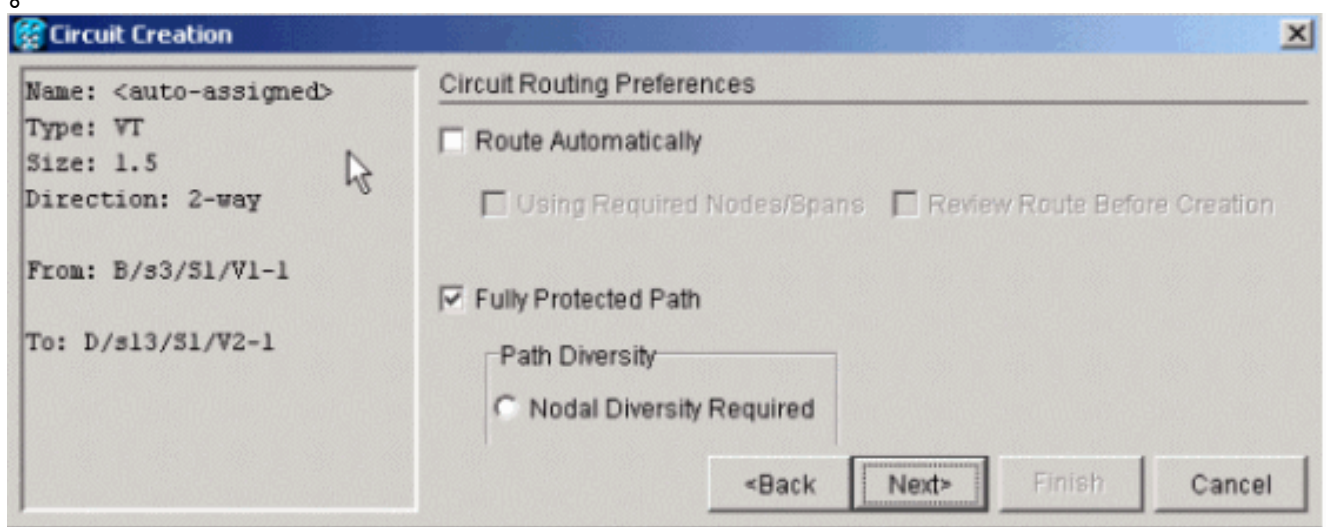 。
Circuit Creation
Name: <auto-assigned>
Type: VT
Size: 1.5
Direction: 2-way
From: B/s3/S1/V1-1
To: D/s13/S1/V2-1
Circuit Routing Preferences
Route Automatically
Using Required Nodes/Spans
Review Route Before Creation
Fully Protected Path
Path Diversity
Nodal Diversity Required
<Back
Next>
Finish
Cancel